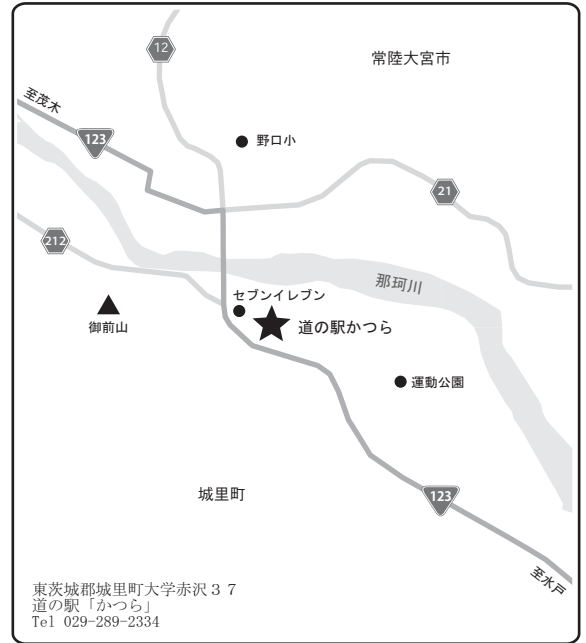 12
常陸大宮市
至茂木
123
野口小
21
212
那珂川
セブンイレブン
御前山
道の駅かつら
運動公園
城里町
123
至水戸
東茨城郡城里町大字赤沢37
道の駅「かつら」
Tel 029-289-2334